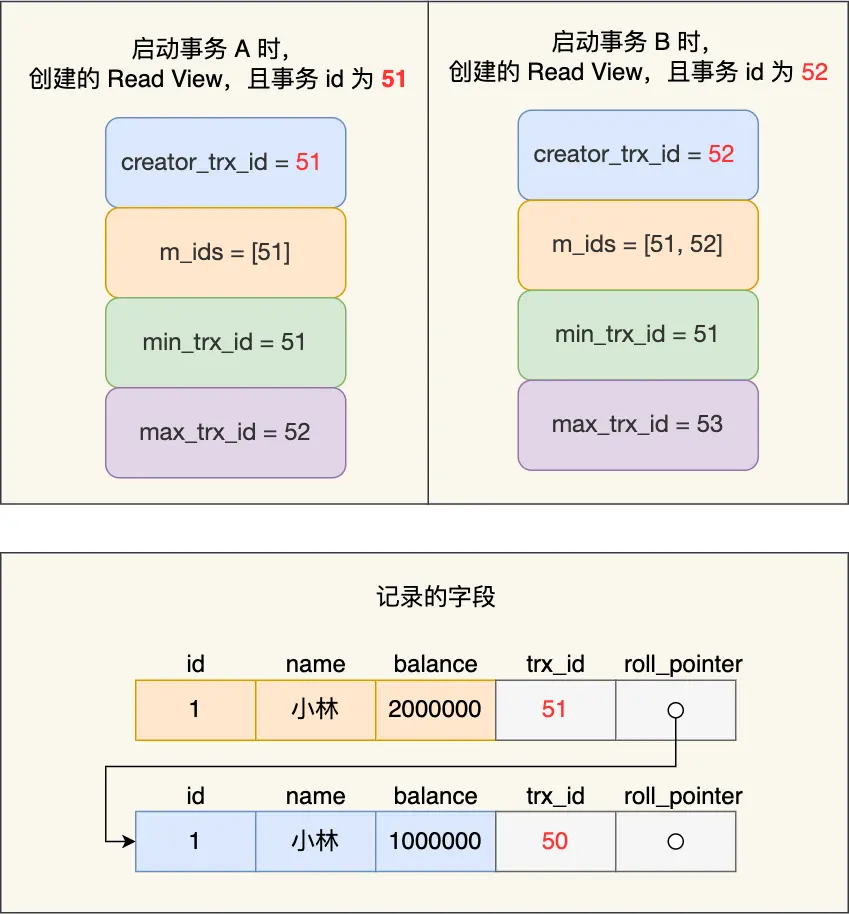 启动事务 A 时，
创建的 Read View，且事务 id 为 51
creator_trx_id = 51
m_ids = [51]
min_trx_id = 51
max_trx_id = 52
启动事务 B 时，
创建的 Read View，且事务 id 为 52
creator_trx_id = 52
m_ids = [51, 52]
min_trx_id = 51
max_trx_id = 53
记录的字段
id name balance trx_id roll_pointer
1 小林 2000000 51
id name balance trx_id roll_pointer
1 小林 1000000 50